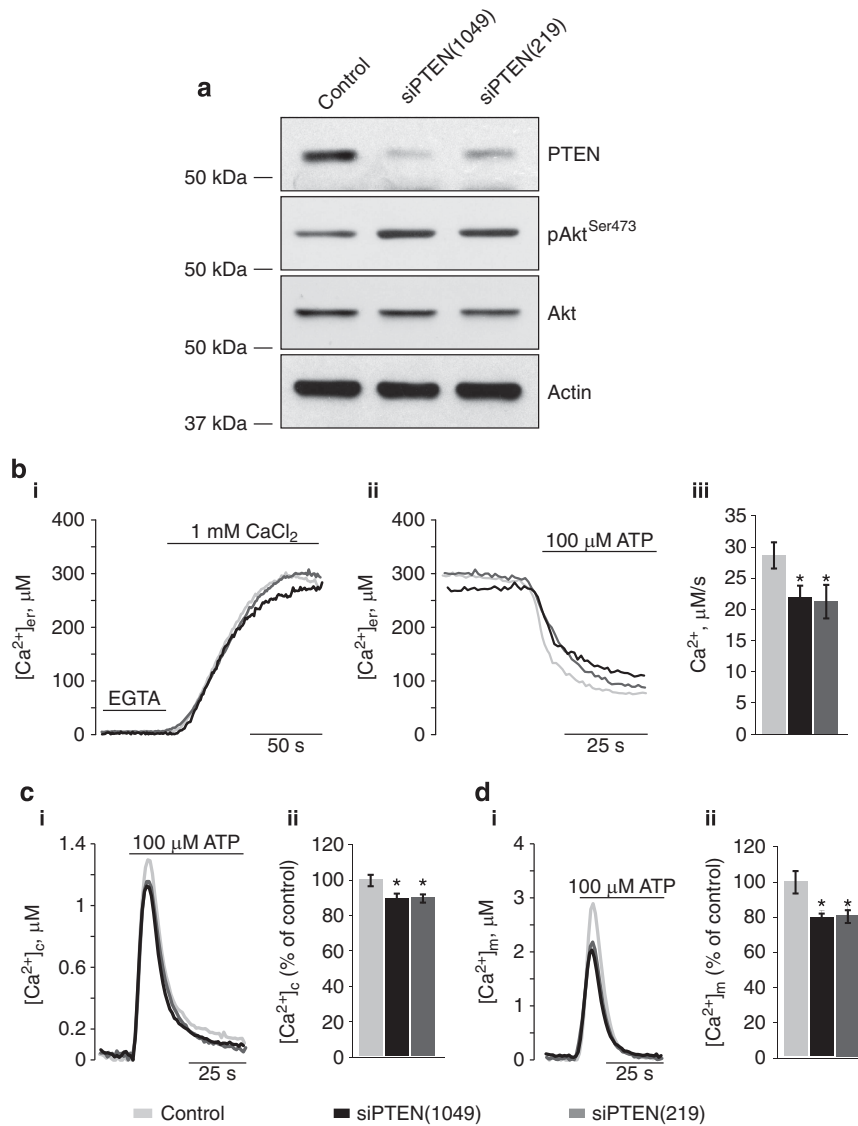 a
Control
siPTEN(1049)
siPTEN(219)
PTEN
50 kDa
pAkt^Ser473
50 kDa
Akt
50 kDa
Actin
37 kDa
b
i
400
300
200
100
0
[Ca2+]er, μM
1 mM CaCl2
EGTA
50 s
ii
400
300
200
100
0
[Ca2+]er, μM
100 μM ATP
25 s
iii
35
30
25
20
15
10
5
0
Ca2+, μM/s
* *
c
i
1.4
1
0.6
0.2
0
[Ca2+]c, μM
100 μM ATP
25 s
ii
120
100
80
60
40
20
0
[Ca2+]c (% of control)
* *
d
i
4
3
2
1
0
[Ca2+]m, μM
100 μM ATP
25 s
ii
120
100
80
60
40
20
0
[Ca2+]m (% of control)
* *
Control
siPTEN(1049)
siPTEN(219)